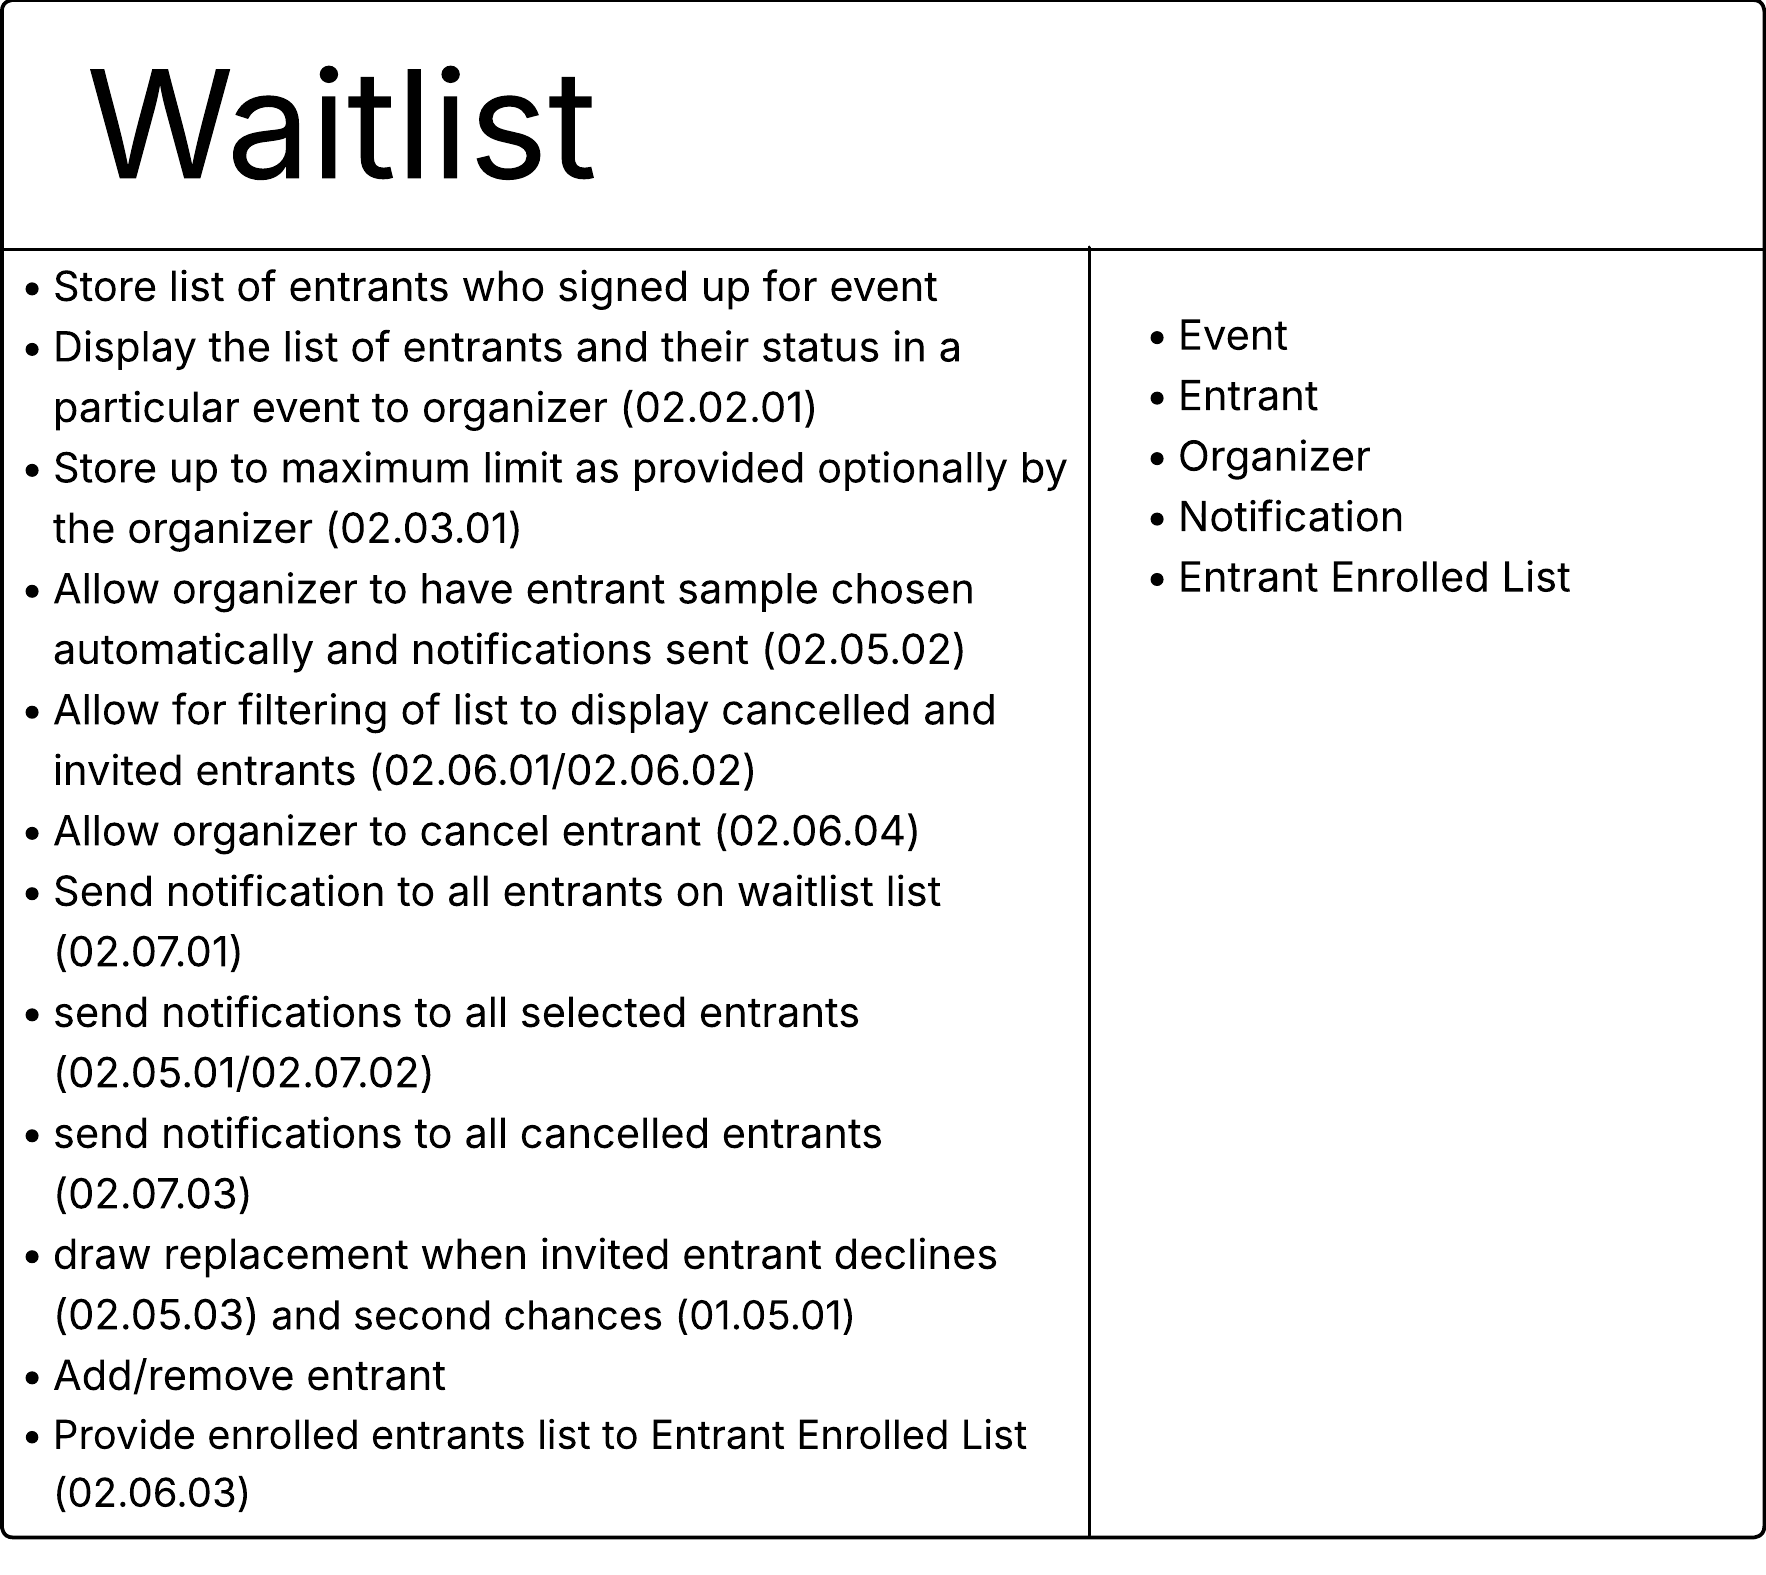 Waitlist
• Store list of entrants who signed up for event
• Display the list of entrants and their status in a
particular event to organizer (02.02.01)
• Store up to maximum limit as provided optionally by
the organizer (02.03.01)
• Allow organizer to have entrant sample chosen
automatically and notifications sent (02.05.02)
• Allow for filtering of list to display cancelled and
invited entrants (02.06.01/02.06.02)
• Allow organizer to cancel entrant (02.06.04)
• Send notification to all entrants on waitlist list
(02.07.01)
• send notifications to all selected entrants
(02.05.01/02.07.02)
• send notifications to all cancelled entrants
(02.07.03)
• draw replacement when invited entrant declines
(02.05.03) and second chances (01.05.01)
• Add/remove entrant
• Provide enrolled entrants list to Entrant Enrolled List
(02.06.03)
• Event
• Entrant
• Organizer
• Notification
• Entrant Enrolled List